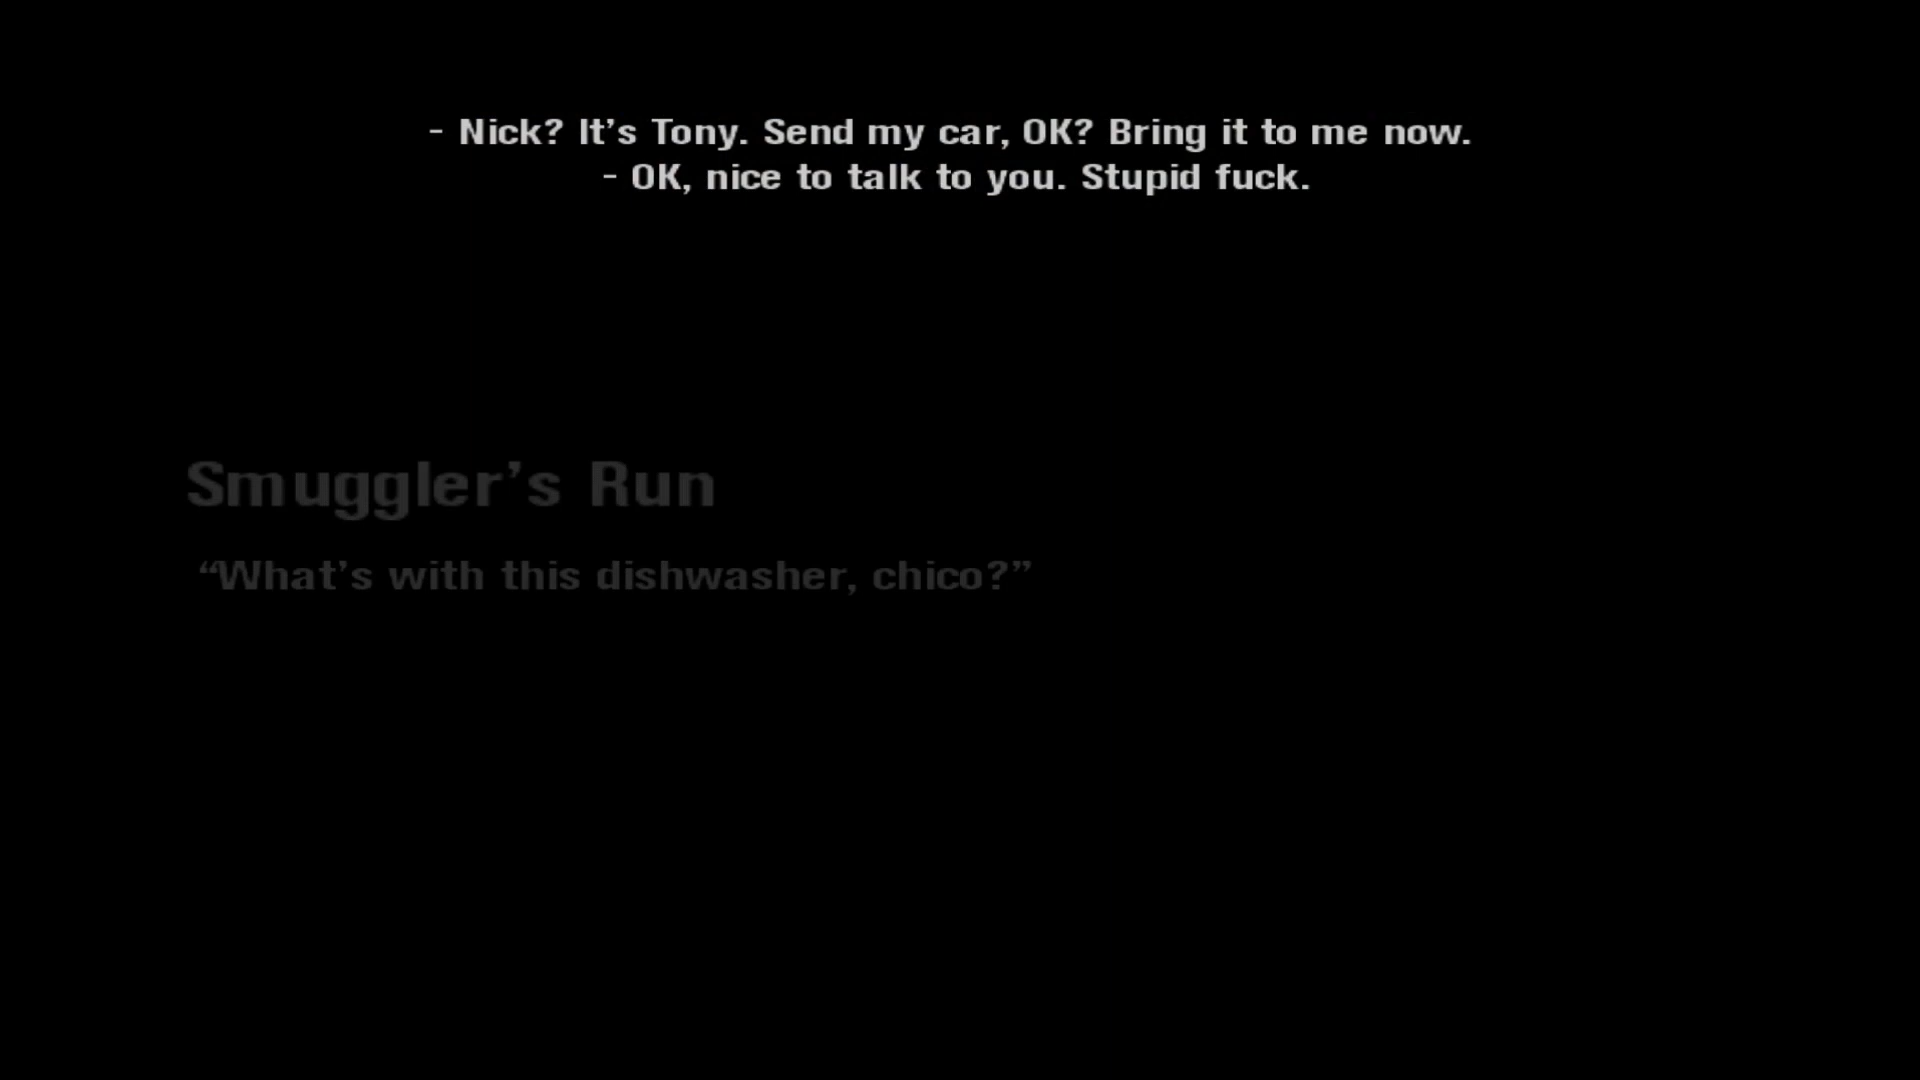 - Nick? It’s Tony. Send my car, OK? Bring it to me now.
- OK, nice to talk to you. Stupid fuck.
Smuggler’s Run
“What’s with this dishwasher, chico?”